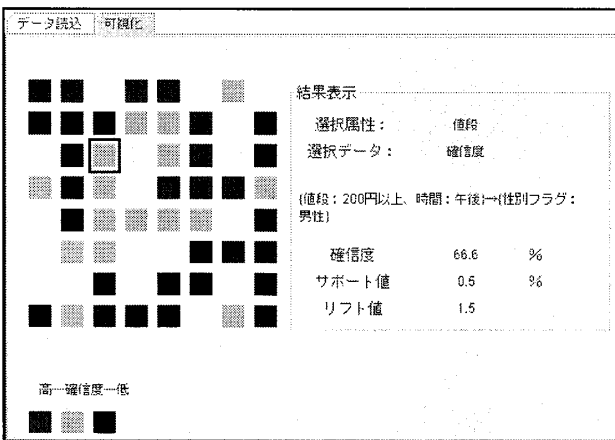 データ読込 可視化
結果表示
選択属性: 値段
選択データ: 確信度
{値段:200円以上、時間:午後}→{性別フラグ:
男性}
確信度 66.6 %
サポート値 0.5 %
リフト値 1.5
高---確信度---低